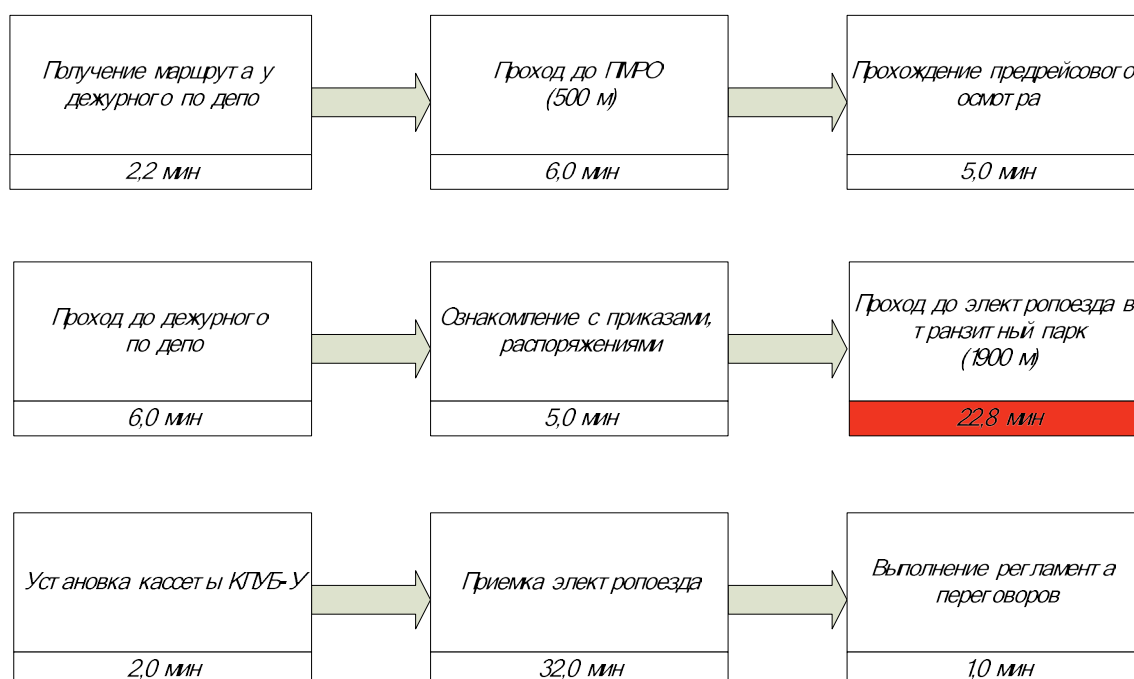 Получение маршрута у
дежурного по депо
2,2 мин
Проход до ПМРО
(500 м)
6,0 мин
Прохождение предрейсового
осмотра
5,0 мин
Проход до дежурного
по депо
6,0 мин
Ознакомление с приказами,
распоряжениями
5,0 мин
Проход до электропоезда в
транзитный парк
(1900 м)
22,8 мин
Установка кассеты КЛУБ-У
2,0 мин
Приемка электропоезда
32,0 мин
Выполнение регламента
переговоров
1,0 мин